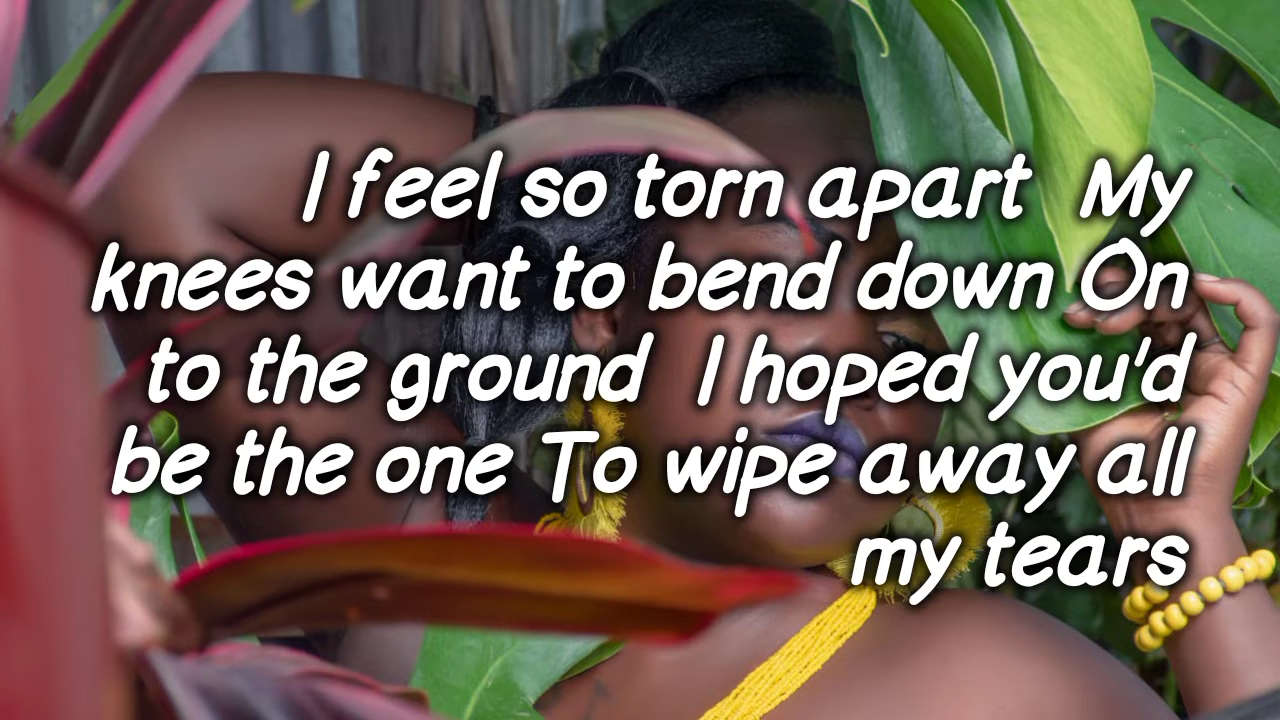 I feel so torn apart  My
knees want to bend down On
to the ground  I hoped you'd
be the one To wipe away all
my tears